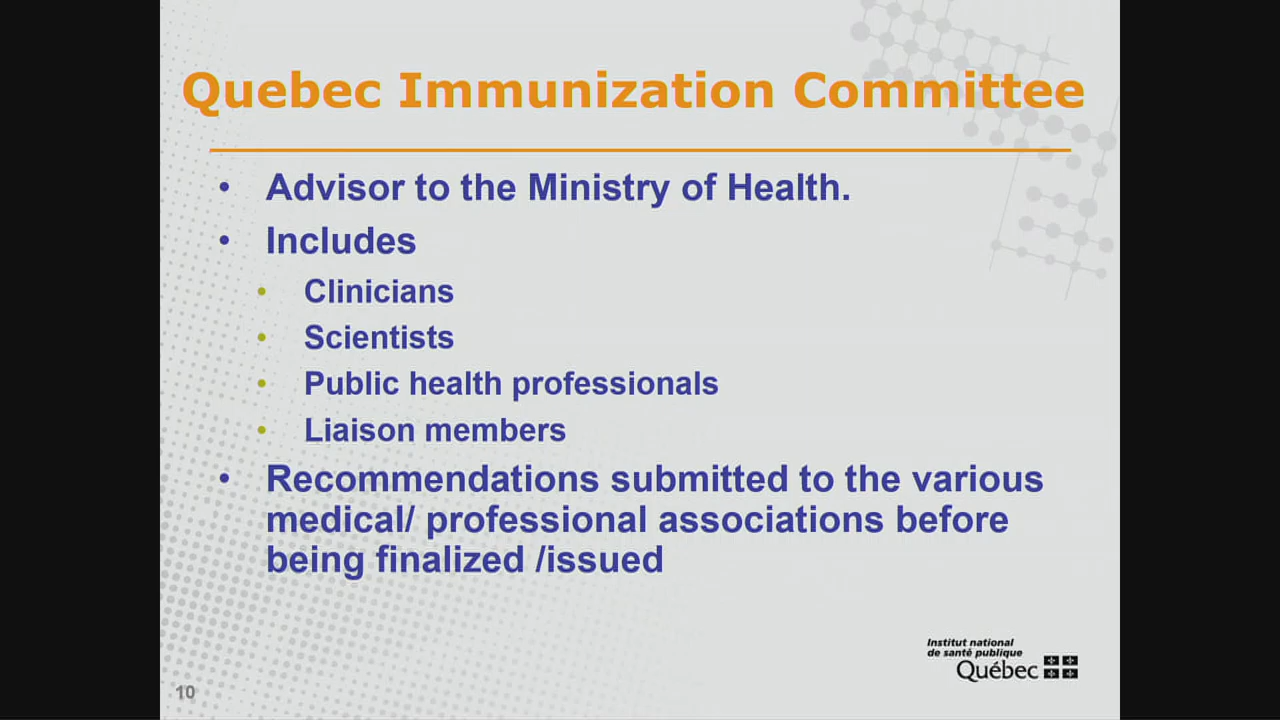 Quebec Immunization Committee
• Advisor to the Ministry of Health.
• Includes
• Clinicians
• Scientists
• Public health professionals
• Liaison members
• Recommendations submitted to the various
medical/ professional associations before
being finalized /issued
Institut national
de santé publique
Québec
10